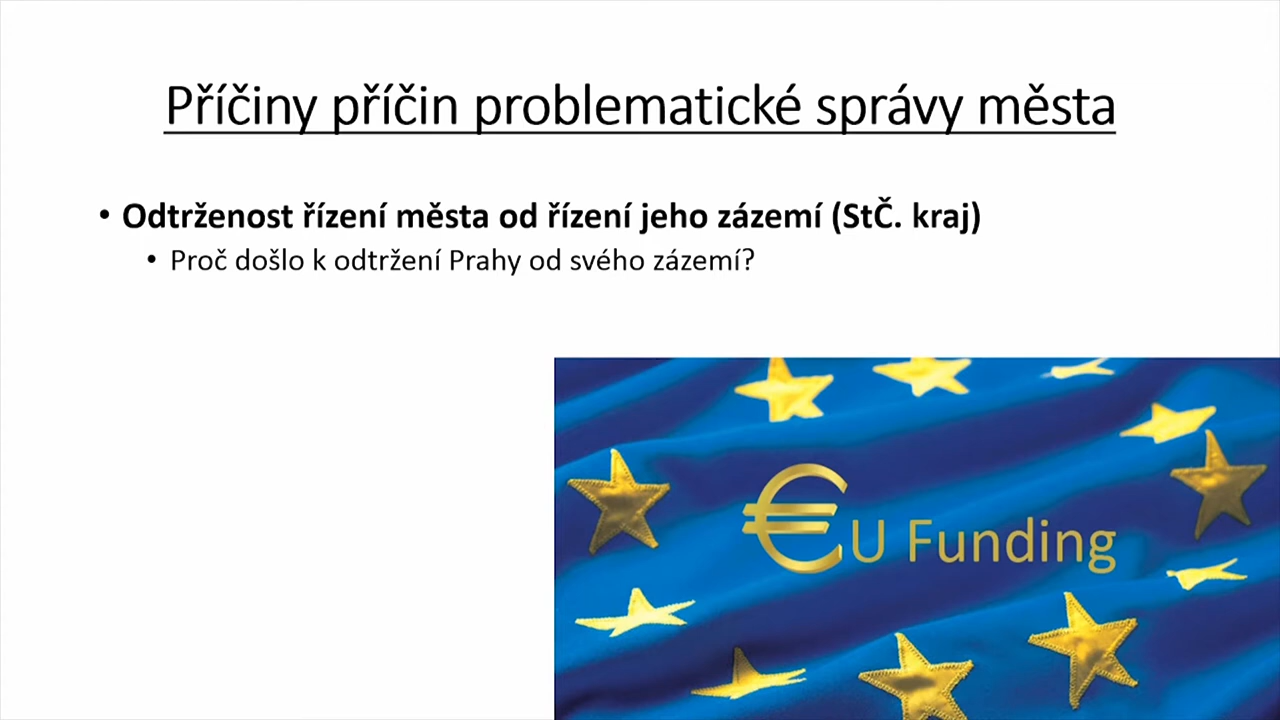 Příčiny příčin problematické správy města
• Odtrženost řízení města od řízení jeho zázemí (StČ. kraj)
• Proč došlo k odtržení Prahy od svého zázemí?
€U Funding